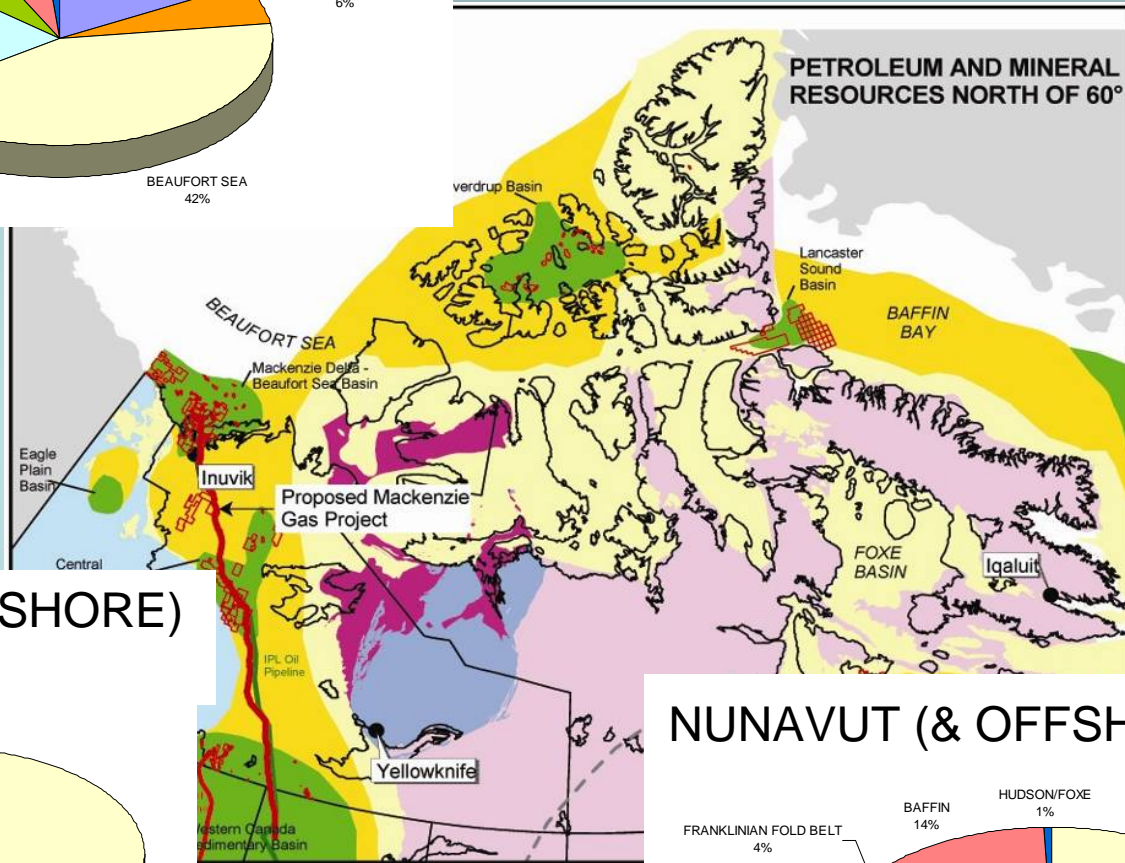 6%
PETROLEUM AND MINERAL
RESOURCES NORTH OF 60°
BEAUFORT SEA
42%
verdrup Basin
Lancaster
Sound
Basin
BAFFIN
BAY
BEAUFORT SEA
Mackenzie Delta -
Beaufort Sea Basin
Eagle
Plain
Basin
Inuvik
Proposed Mackenzie
Gas Project
FOXE
BASIN
Iqaluit
Central
SHORE)
IPL Oil
Pipeline
NUNAVUT (& OFFSH
Yellowknife
HUDSON/FOXE
1%
BAFFIN
14%
FRANKLINIAN FOLD BELT
4%
estern Canada
edimentary Basin